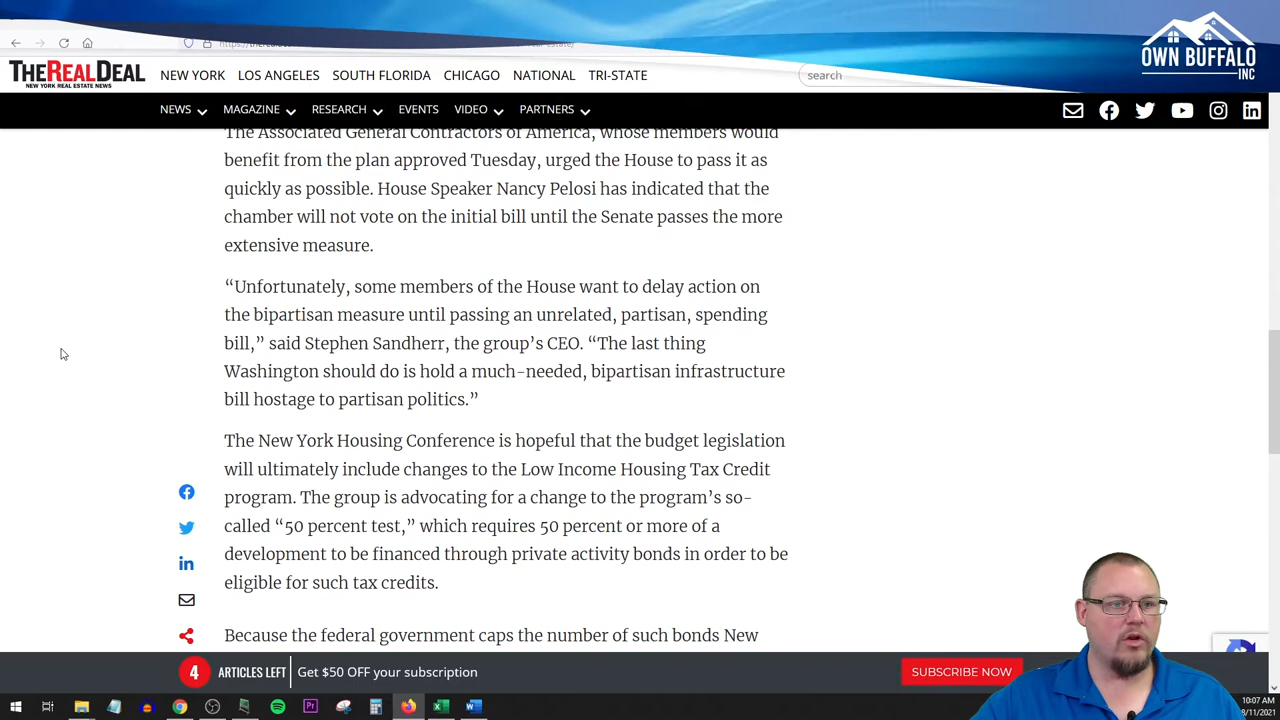 OWN BUFFALO
INC
THE REAL DEAL
NEW YORK REAL ESTATE NEWS
NEW YORK LOS ANGELES SOUTH FLORIDA CHICAGO NATIONAL TRI-STATE
search
NEWS MAGAZINE RESEARCH EVENTS VIDEO PARTNERS
The Associated General Contractors of America, whose members would
benefit from the plan approved Tuesday, urged the House to pass it as
quickly as possible. House Speaker Nancy Pelosi has indicated that the
chamber will not vote on the initial bill until the Senate passes the more
extensive measure.
“Unfortunately, some members of the House want to delay action on
the bipartisan measure until passing an unrelated, partisan, spending
bill,” said Stephen Sandherr, the group’s CEO. “The last thing
Washington should do is hold a much-needed, bipartisan infrastructure
bill hostage to partisan politics.”
The New York Housing Conference is hopeful that the budget legislation
will ultimately include changes to the Low Income Housing Tax Credit
program. The group is advocating for a change to the program’s so-
called “50 percent test,” which requires 50 percent or more of a
development to be financed through private activity bonds in order to be
eligible for such tax credits.
Because the federal government caps the number of such bonds New
4 ARTICLES LEFT Get $50 OFF your subscription
SUBSCRIBE NOW
10:07 AM
8/11/2021